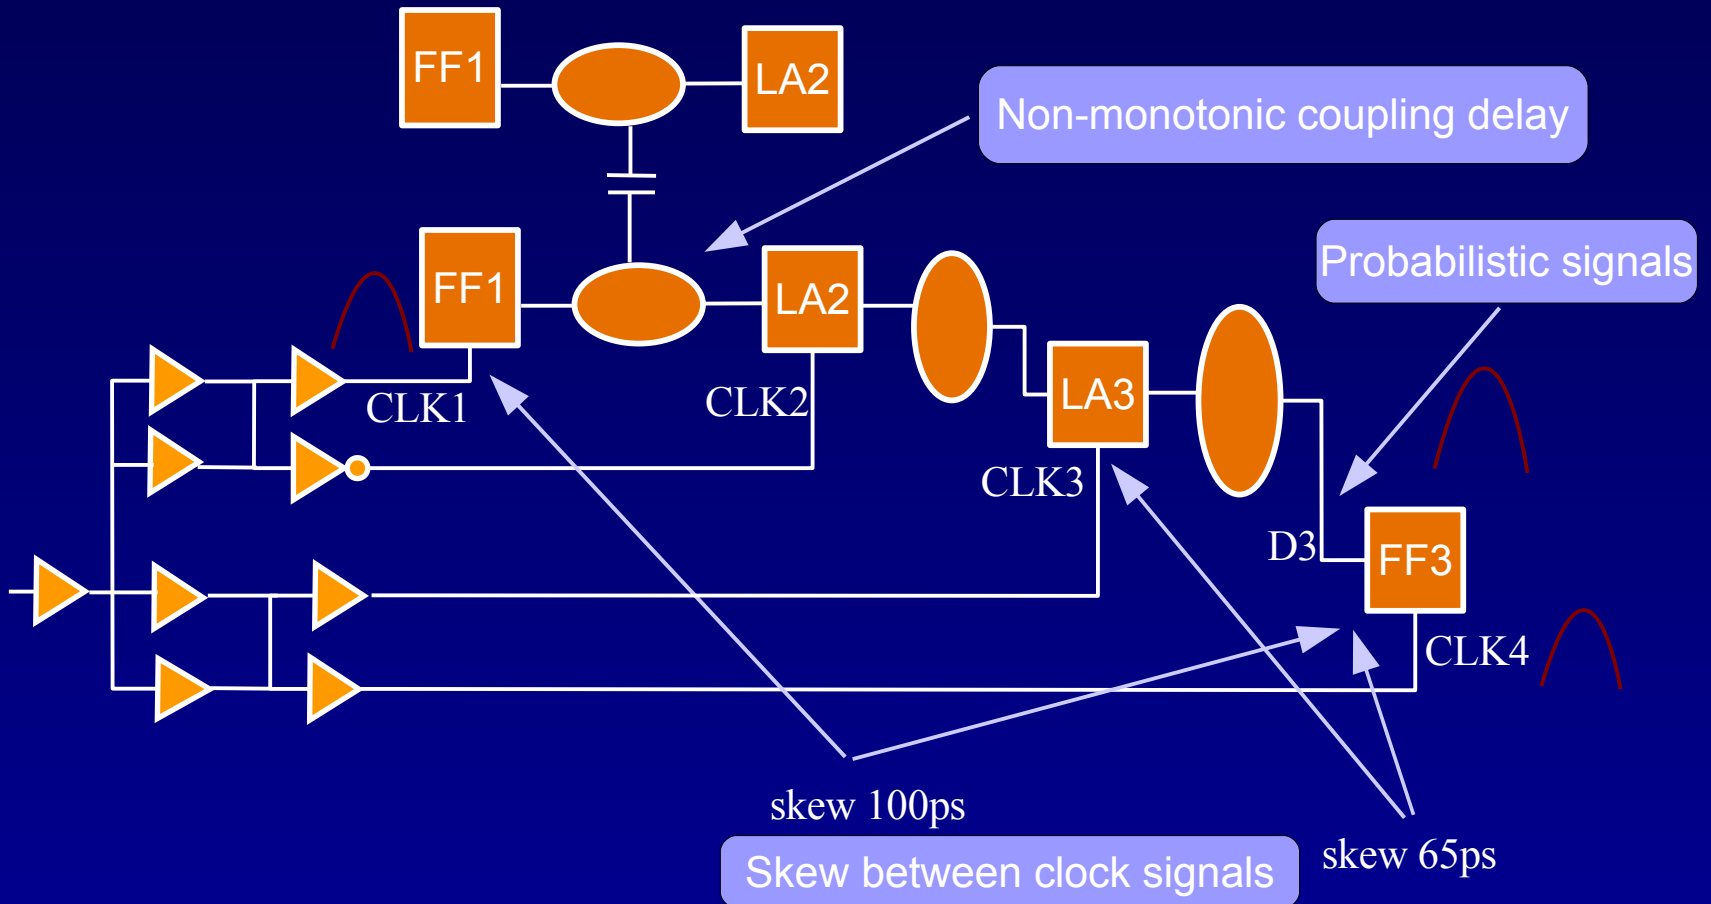 FF1
LA2
Non-monotonic coupling delay
FF1
LA2
Probabilistic signals
CLK1
CLK2
LA3
CLK3
D3
FF3
CLK4
skew 100ps
skew 65ps
Skew between clock signals